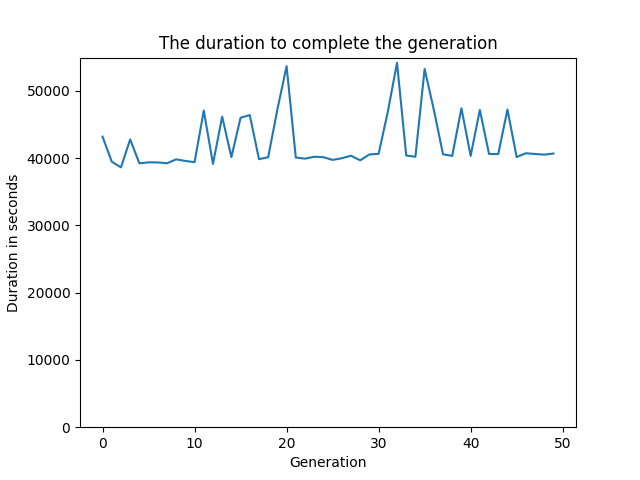 The duration to complete the generation
50000
40000
30000
20000
10000
0
Duration in seconds
0 10 20 30 40 50
Generation